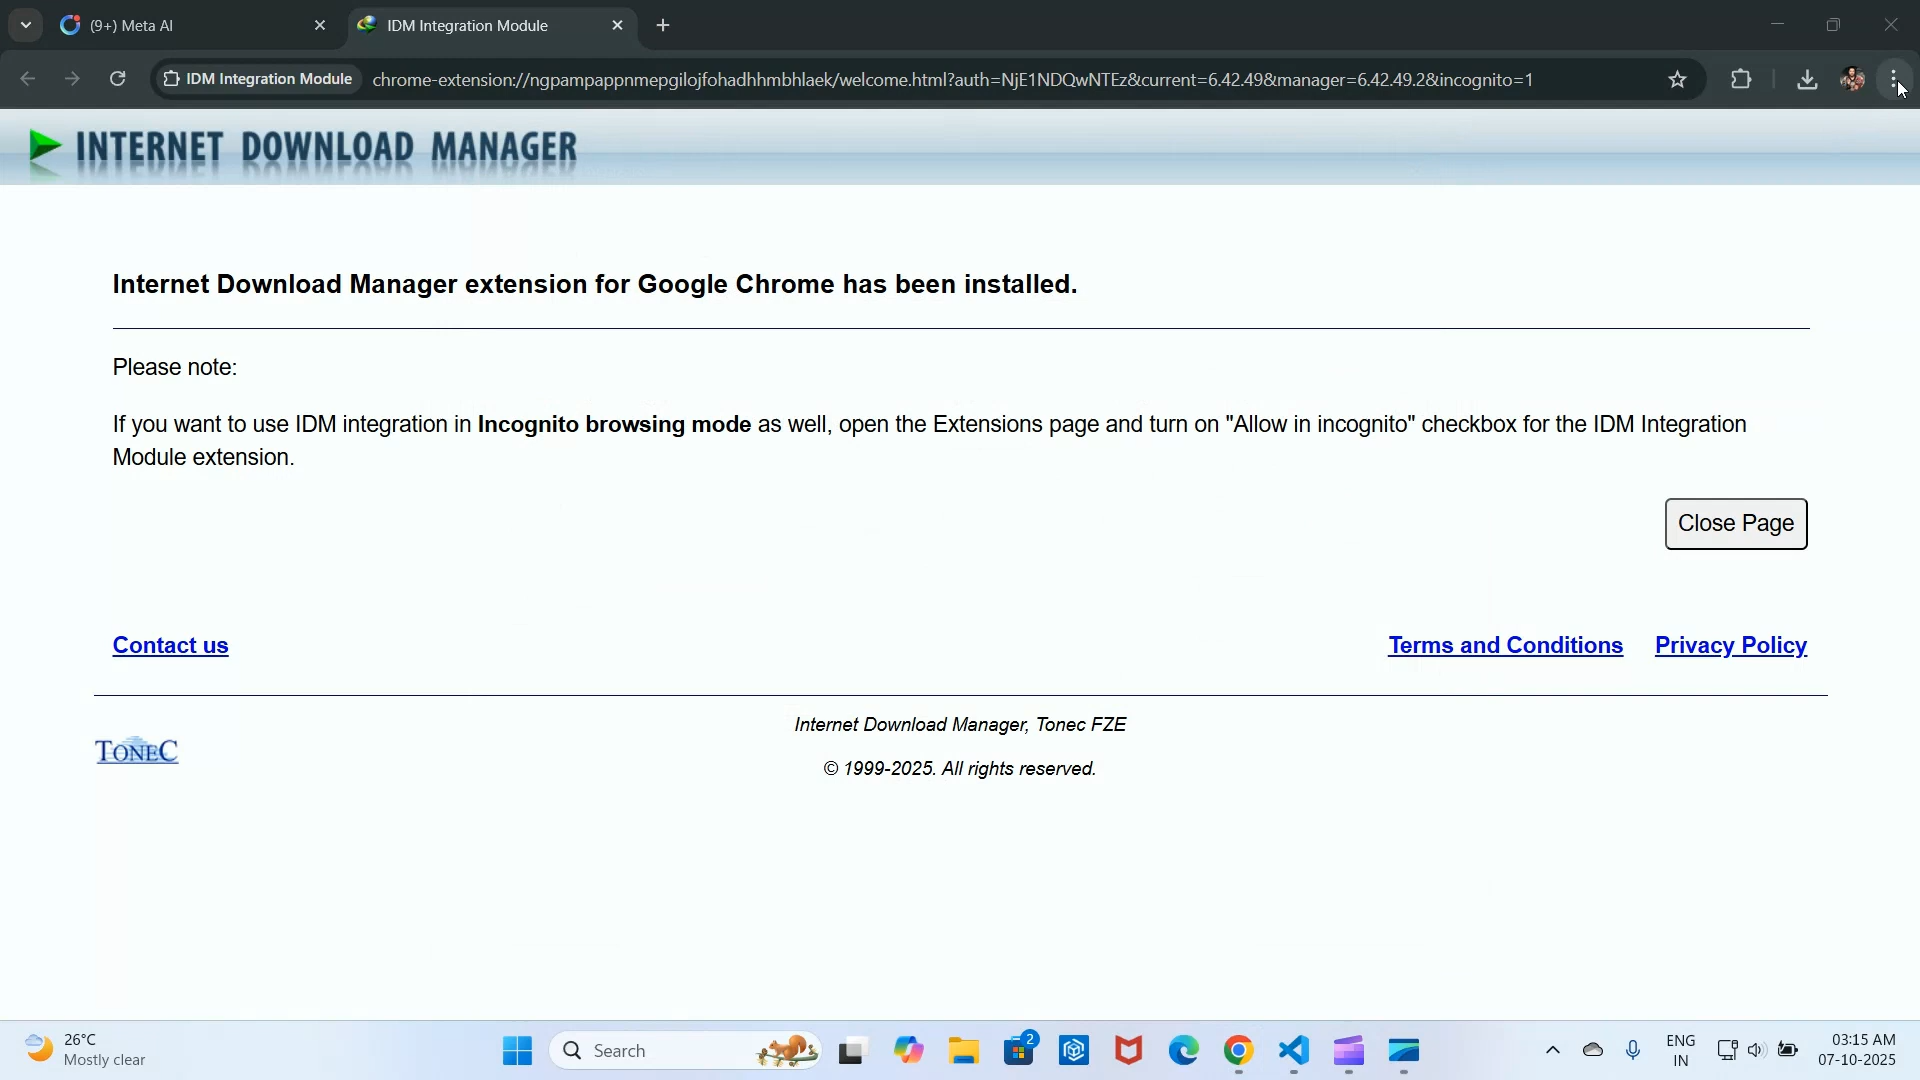 (9+) Meta AI
IDM Integration Module
IDM Integration Module
chrome-extension://ngpampappnmepgilojfohadhhmbhlaek/welcome.html?auth=NjE1NDQwNTEz&current=6.42.49&manager=6.42.49.2&incognito=1
INTERNET DOWNLOAD MANAGER
Internet Download Manager extension for Google Chrome has been installed.
Please note:
If you want to use IDM integration in Incognito browsing mode as well, open the Extensions page and turn on "Allow in incognito" checkbox for the IDM Integration
Module extension.
Close Page
Contact us
Terms and Conditions
Privacy Policy
Internet Download Manager, Tonec FZE
TONEC
© 1999-2025. All rights reserved.
26°C
Mostly clear
Search
2
ENG
IN
03:15 AM
07-10-2025